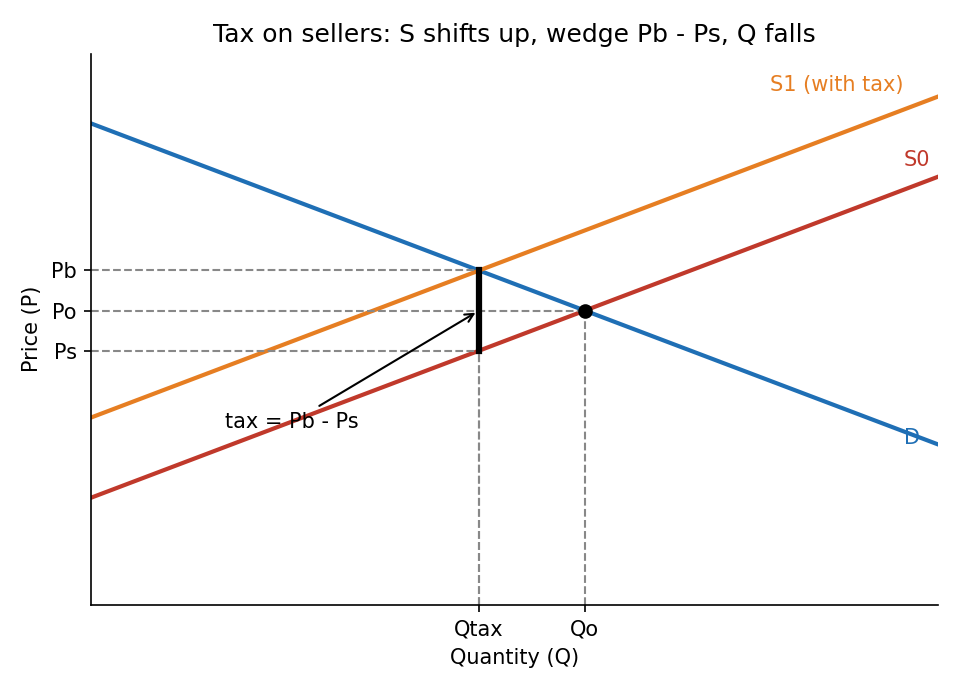 Tax on sellers: S shifts up, wedge Pb - Ps, Q falls
S1 (with tax)
S0
Pb
Po
Ps
Price (P)
tax = Pb - Ps
D
Qtax
Qo
Quantity (Q)